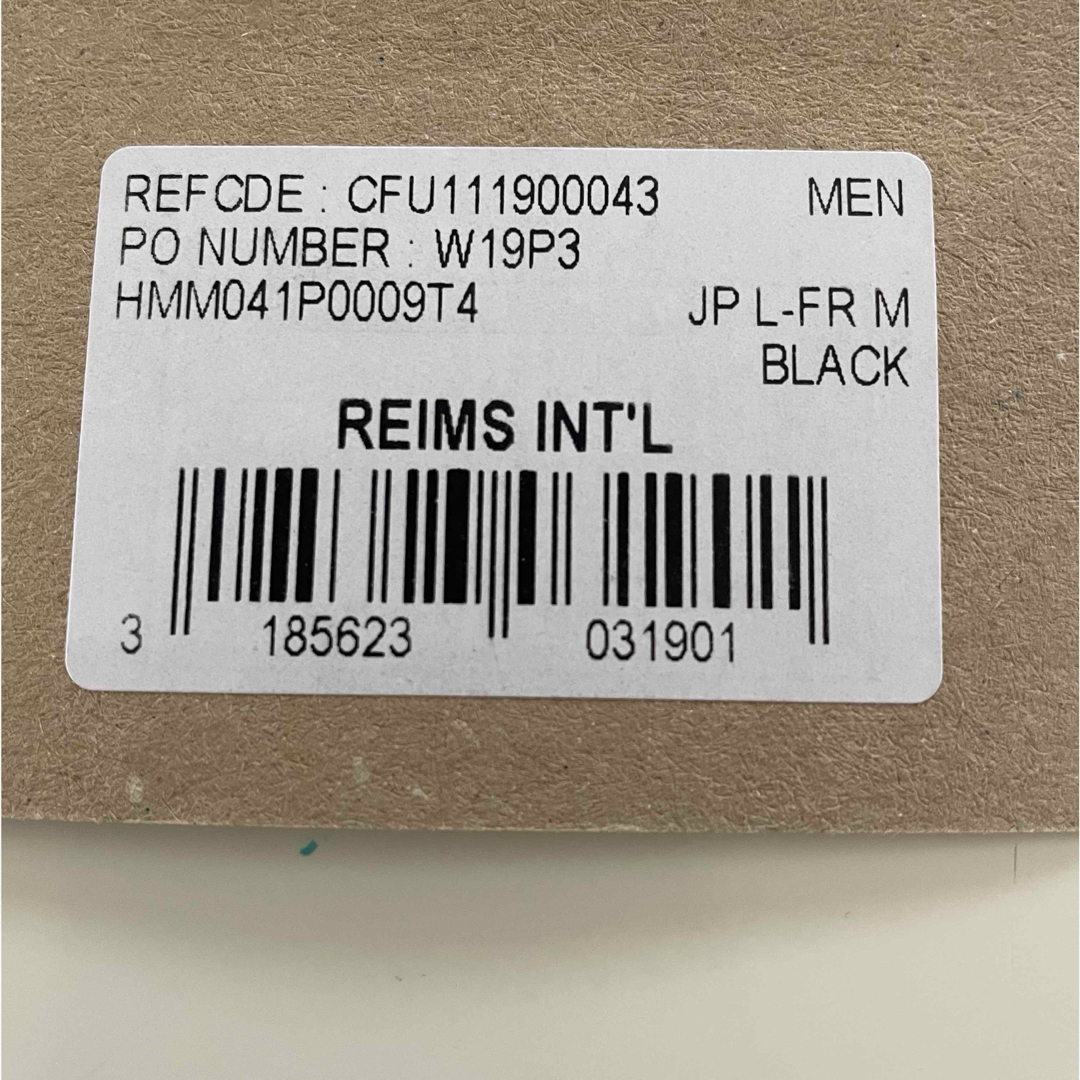 REFCDE : CFU111900043 MEN
PO NUMBER : W19P3
HMM041P0009T4 JP L-FR M
BLACK
REIMS INT'L
3 185623 031901